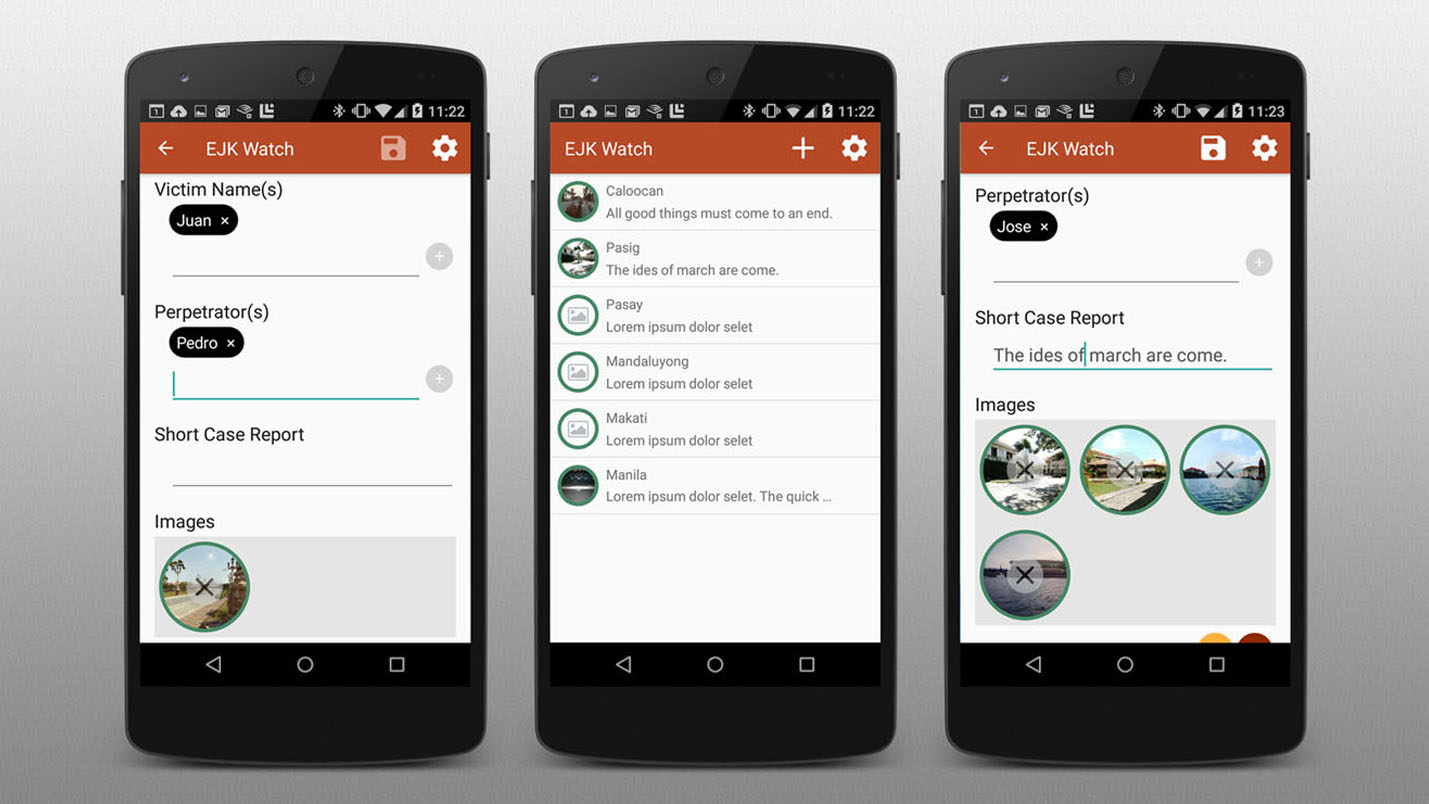 11:22
EJK Watch
Victim Name(s)
Juan ×
Perpetrator(s)
Pedro ×
Short Case Report
Images
11:22
EJK Watch
Caloocan
All good things must come to an end.
Pasig
The ides of march are come.
Pasay
Lorem ipsum dolor selet
Mandaluyong
Lorem ipsum dolor selet
Makati
Lorem ipsum dolor selet
Manila
Lorem ipsum dolor selet. The quick ...
11:23
EJK Watch
Perpetrator(s)
Jose ×
Short Case Report
The ides of march are come.
Images